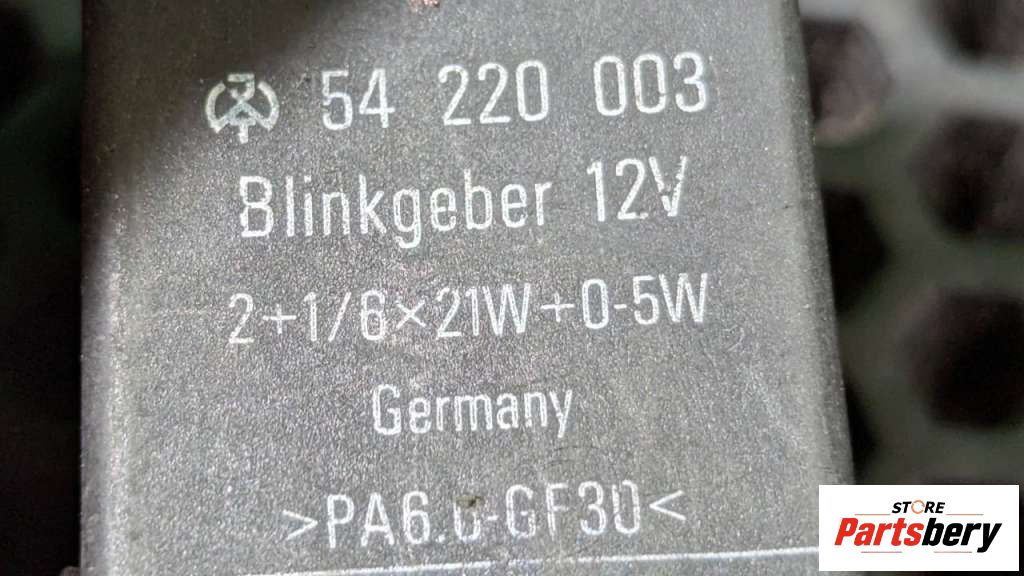 54 220 003
Blinkgeber 12V
2+1/6×21W+0-5W
Germany
>PA6.6-GF30<
STORE
Partsbery